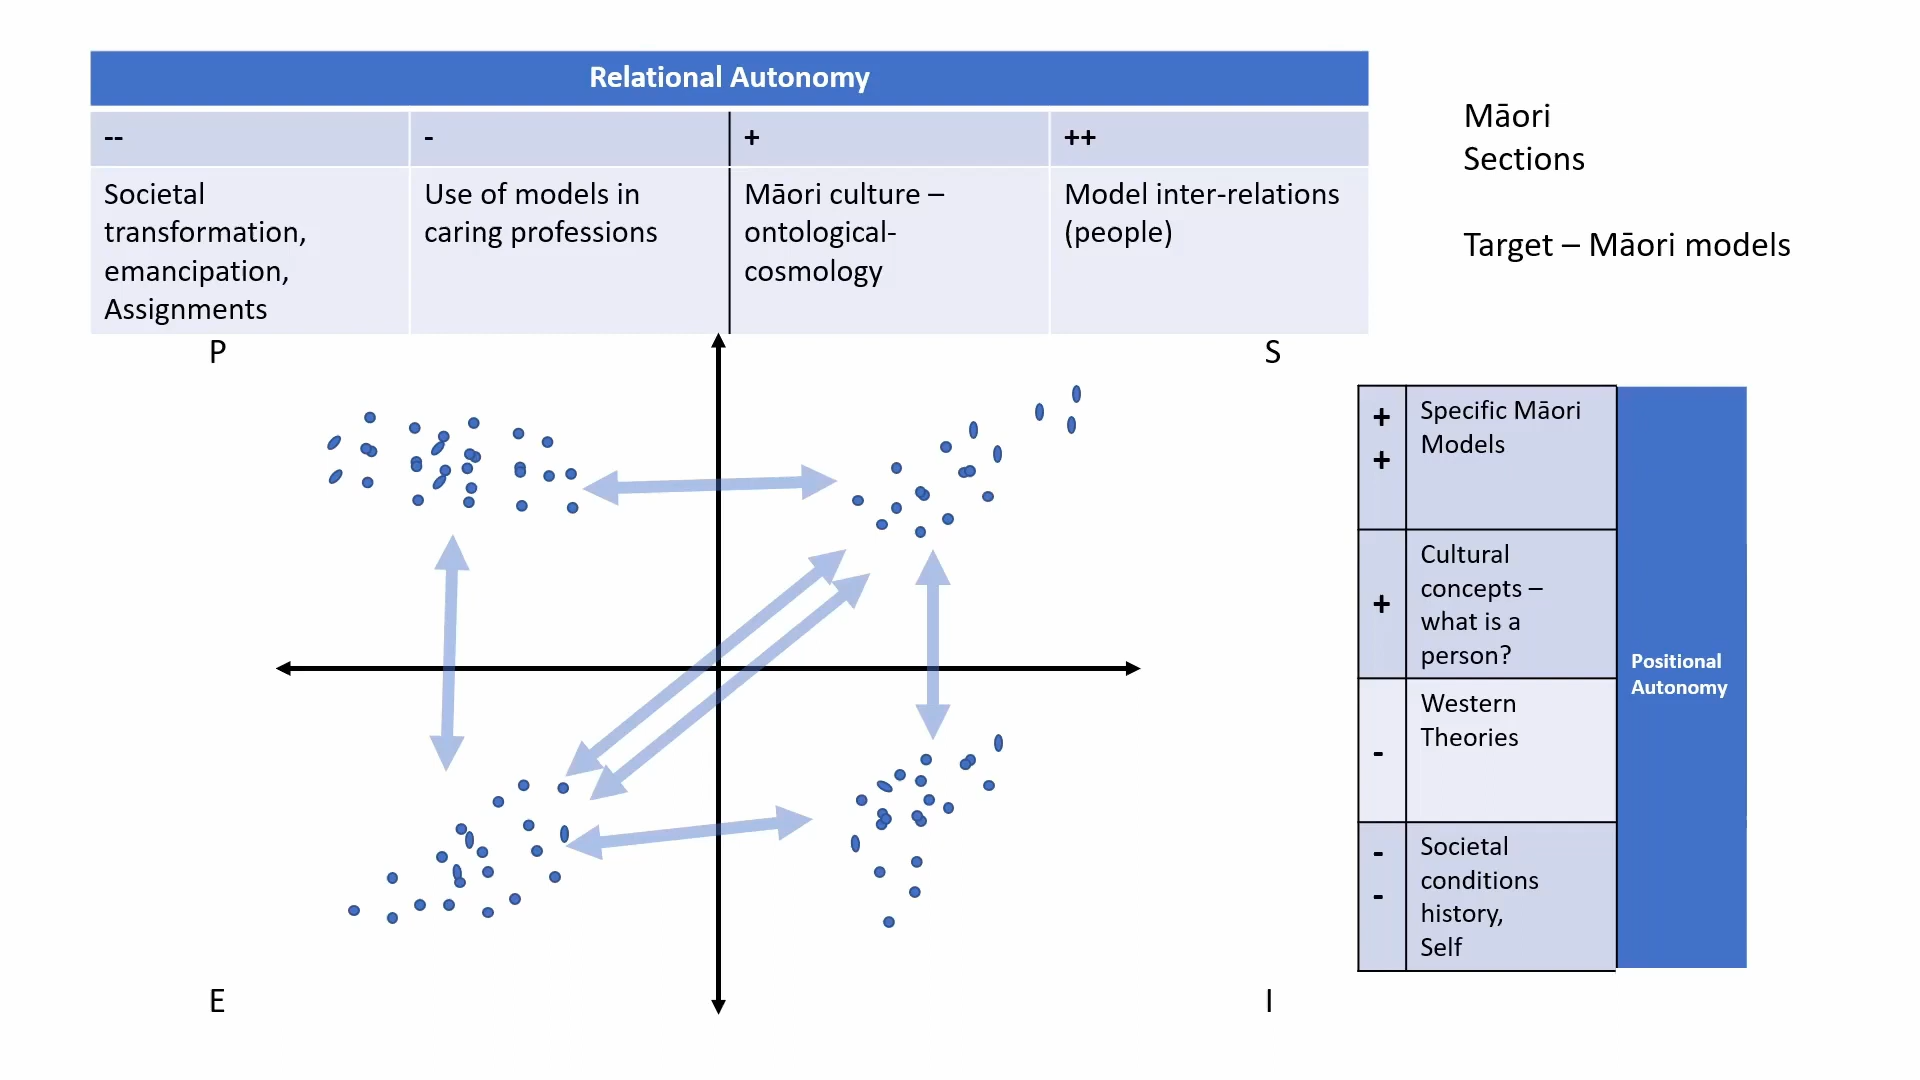 Relational Autonomy
--
-
+
++
Societal
transformation,
emancipation,
Assignments
Use of models in
caring professions
Māori culture –
ontological-
cosmology
Model inter-relations
(people)
Māori
Sections
Target – Māori models
P
S
E
I
+
+
Specific Māori
Models
+
Cultural
concepts –
what is a
person?
-
Western
Theories
-
-
Societal
conditions
history,
Self
Positional
Autonomy